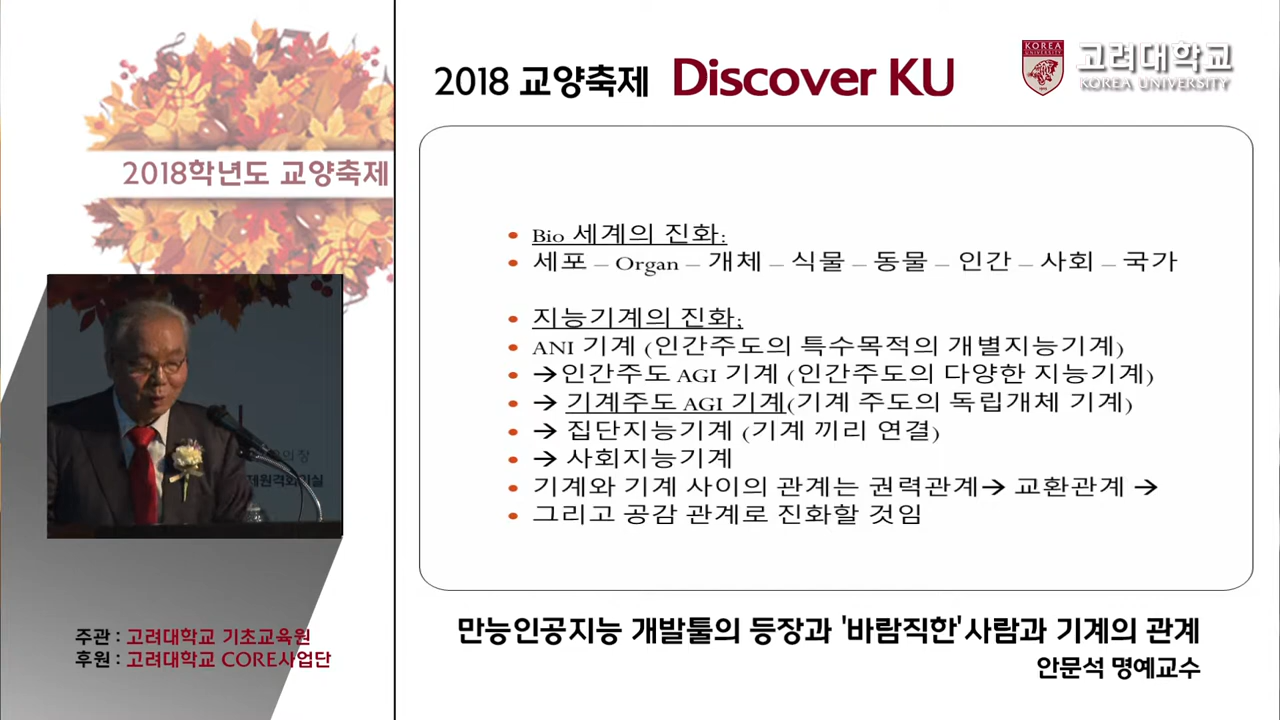 2018학년도 교양축제
주관 : 고려대학교 기초교육원
후원 : 고려대학교 CORE사업단
2018 교양축제 Discover KU
KOREA
UNIVERSITY
고려대학교
KOREA UNIVERSITY
• Bio 세계의 진화:
• 세포 – Organ – 개체 – 식물 – 동물 – 인간 – 사회 – 국가
• 지능기계의 진화;
• ANI 기계 (인간주도의 특수목적의 개별지능기계)
• →인간주도 AGI 기계 (인간주도의 다양한 지능기계)
• → 기계주도 AGI 기계(기계 주도의 독립개체 기계)
• → 집단지능기계 (기계 끼리 연결)
• → 사회지능기계
• 기계와 기계 사이의 관계는 권력관계→ 교환관계 →
• 그리고 공감 관계로 진화할 것임
만능인공지능 개발툴의 등장과 '바람직한' 사람과 기계의 관계
안문석 명예교수